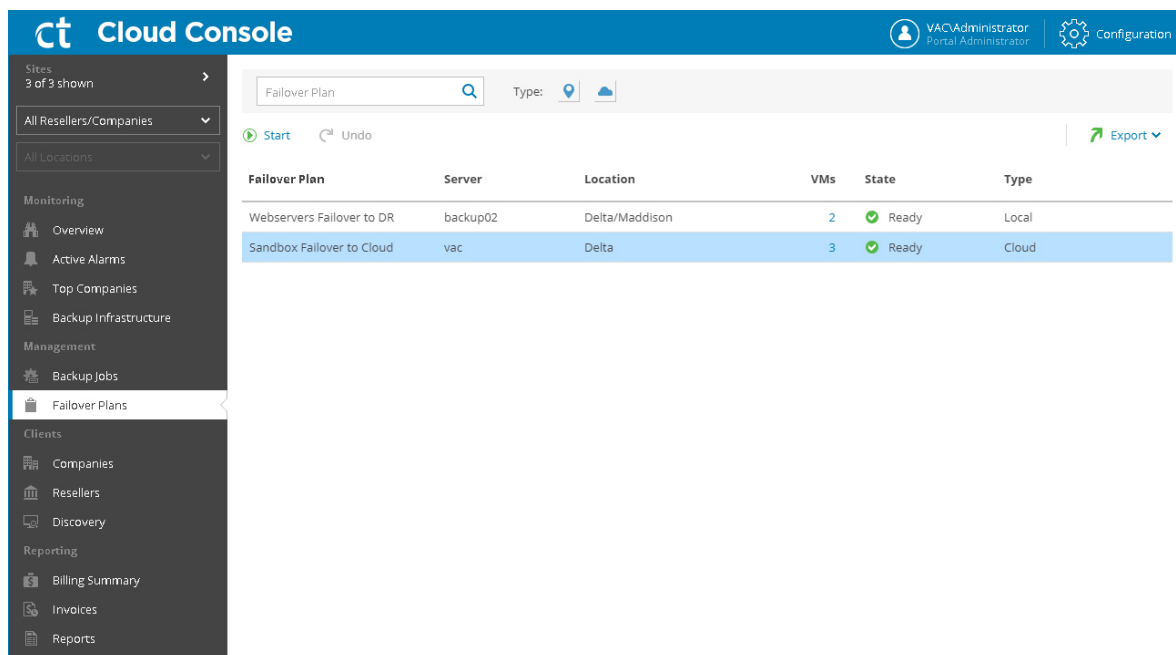 ct Cloud Console
VAC\Administrator
Portal Administrator
Configuration
Sites
3 of 3 shown
All Resellers/Companies
All Locations
Monitoring
Overview
Active Alarms
Top Companies
Backup Infrastructure
Management
Backup Jobs
Failover Plans
Clients
Companies
Resellers
Discovery
Reporting
Billing Summary
Invoices
Reports
Failover Plan
Type:
Start Undo
Export
Failover Plan Server Location VMs State Type
Webservers Failover to DR backup02 Delta/Maddison 2 Ready Local
Sandbox Failover to Cloud vac Delta 3 Ready Cloud